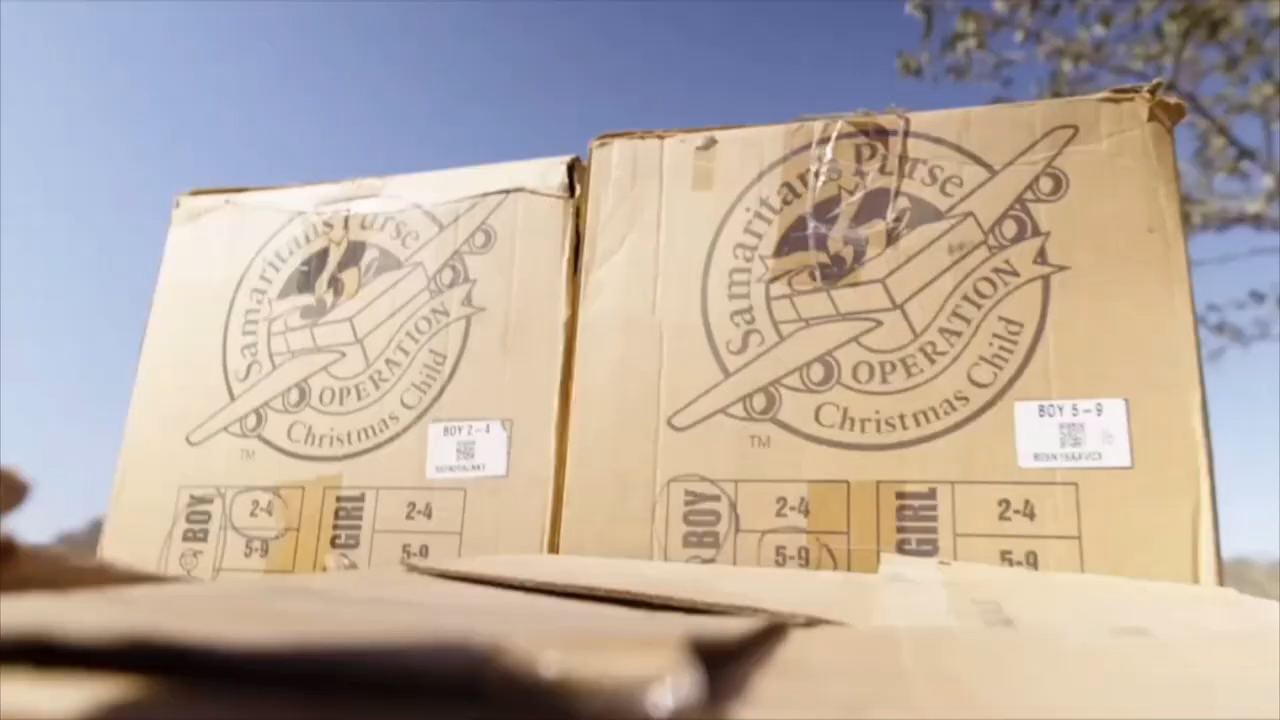 Samaritan's Purse
OPERATION
Christmas Child
TM
BOY 2-4
BOY
2-4
5-9
GIRL
2-4
5-9
Samaritan's Purse
OPERATION
Christmas Child
TM
BOY 5-9
BOY
2-4
5-9
GIRL
2-4
5-9